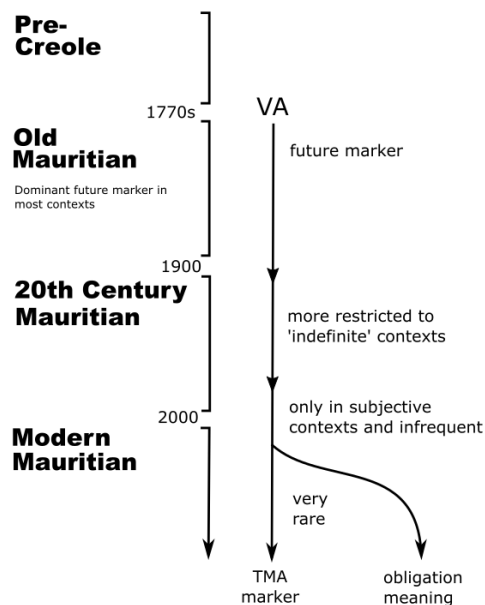 Pre-
Creole
1770s
VA
Old
Mauritian
future marker
Dominant future marker in
most contexts
1900
20th Century
Mauritian
more restricted to
'indefinite' contexts
only in subjective
contexts and infrequent
2000
Modern
Mauritian
very
rare
TMA
marker
obligation
meaning